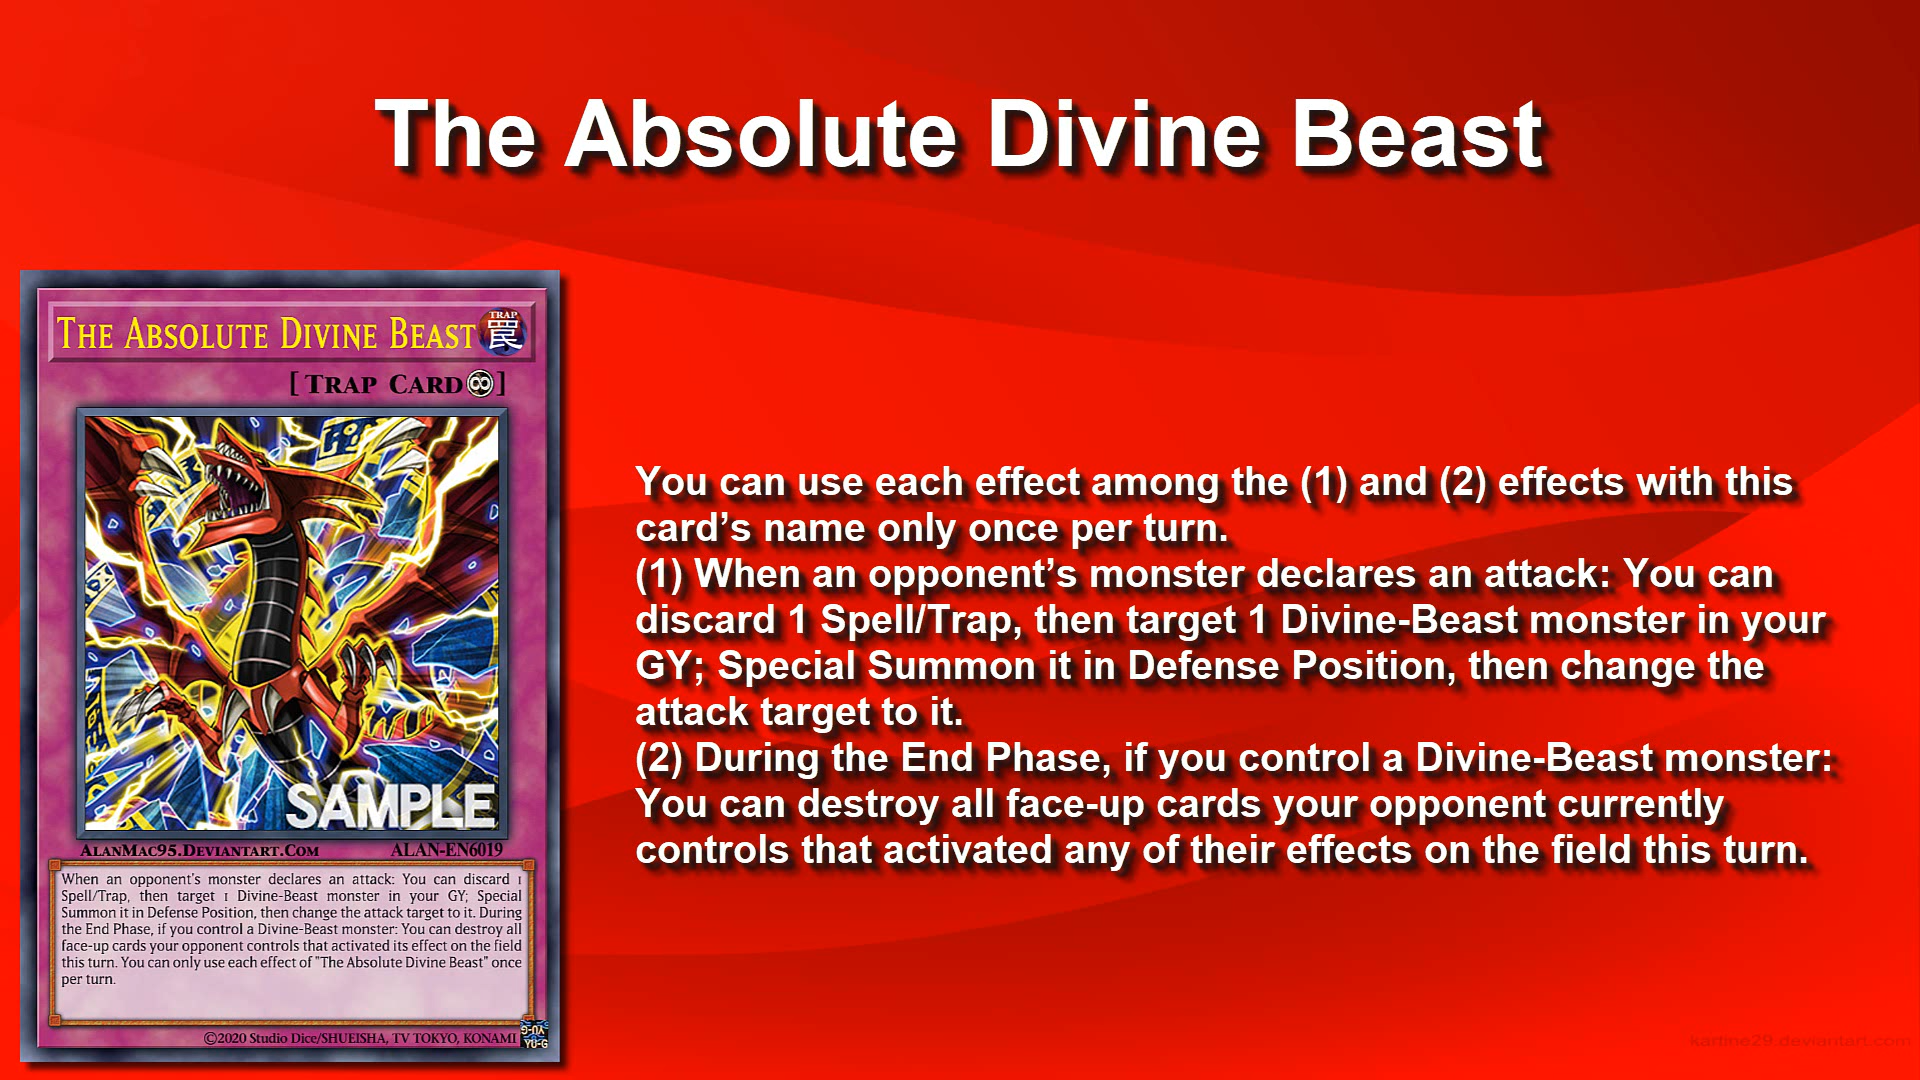 The Absolute Divine Beast
THE ABSOLUTE DIVINE BEAST
TRAP
罠
[TRAP CARD]
SAMPLE
ALANMAC95.DEVIANTART.COM
ALAN-EN6019
When an opponent's monster declares an attack: You can discard 1
Spell/Trap, then target 1 Divine-Beast monster in your GY; Special
Summon it in Defense Position, then change the attack target to it. During
the End Phase, if you control a Divine-Beast monster: You can destroy all
face-up cards your opponent controls that activated its effect on the field
this turn. You can only use each effect of "The Absolute Divine Beast" once
per turn.
©2020 Studio Dice/SHUEISHA, TV TOKYO, KONAMI
You can use each effect among the (1) and (2) effects with this
card’s name only once per turn.
(1) When an opponent’s monster declares an attack: You can
discard 1 Spell/Trap, then target 1 Divine-Beast monster in your
GY; Special Summon it in Defense Position, then change the
attack target to it.
(2) During the End Phase, if you control a Divine-Beast monster:
You can destroy all face-up cards your opponent currently
controls that activated any of their effects on the field this turn.
kartine29.deviantart.com